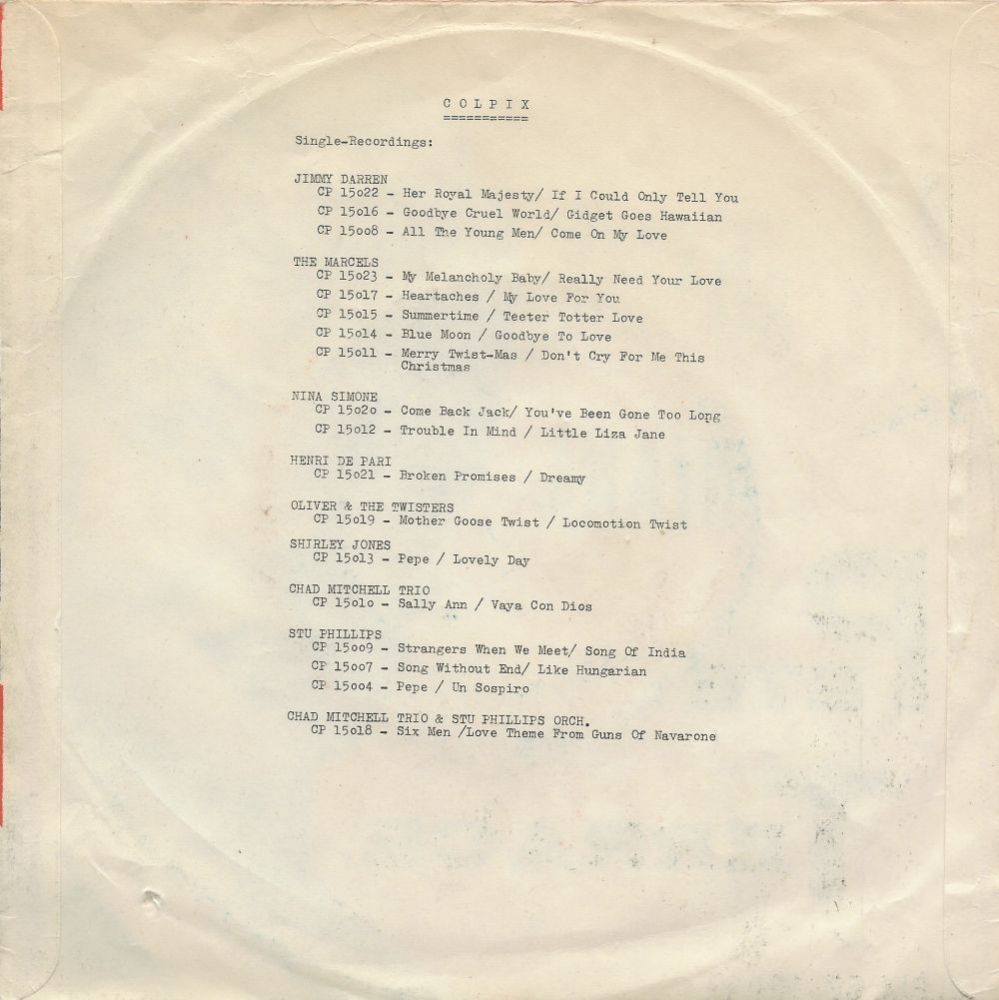 C O L P I X
===========
Single-Recordings:
JIMMY DARREN
CP 15o22 - Her Royal Majesty/ If I Could Only Tell You
CP 15o16 - Goodbye Cruel World/ Gidget Goes Hawaiian
CP 15oo8 - All The Young Men/ Come On My Love
THE MARCELS
CP 15o23 - My Melancholy Baby/ Really Need Your Love
CP 15o17 - Heartaches / My Love For You
CP 15o15 - Summertime / Teeter Totter Love
CP 15o14 - Blue Moon / Goodbye To Love
CP 15o11 - Merry Twist-Mas / Don't Cry For Me This
Christmas
NINA SIMONE
CP 15o2o - Come Back Jack/ You've Been Gone Too Long
CP 15o12 - Trouble In Mind / Little Liza Jane
HENRI DE PARI
CP 15o21 - Broken Promises / Dreamy
OLIVER & THE TWISTERS
CP 15o19 - Mother Goose Twist / Locomotion Twist
SHIRLEY JONES
CP 15o13 - Pepe / Lovely Day
CHAD MITCHELL TRIO
CP 15o1o - Sally Ann / Vaya Con Dios
STU PHILLIPS
CP 15oo9 - Strangers When We Meet/ Song Of India
CP 15oo7 - Song Without End/ Like Hungarian
CP 15oo4 - Pepe / Un Sospiro
CHAD MITCHELL TRIO & STU PHILLIPS ORCH.
CP 15o18 - Six Men /Love Theme From Guns Of Navarone